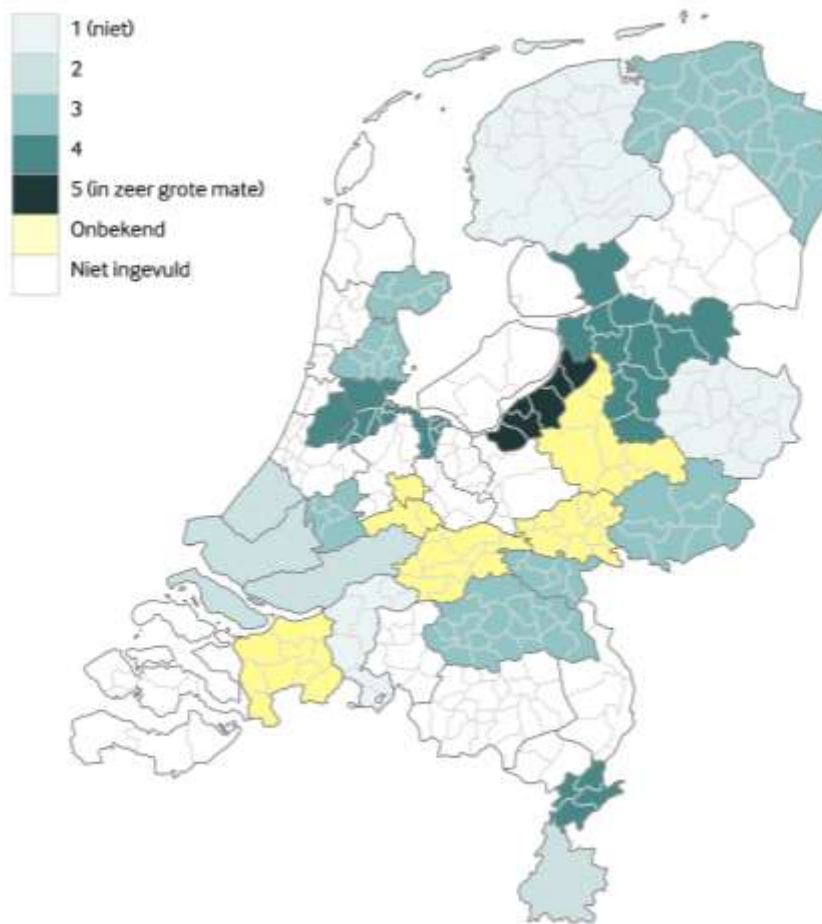 1 (niet)
2
3
4
5 (in zeer grote mate)
Onbekend
Niet ingevuld